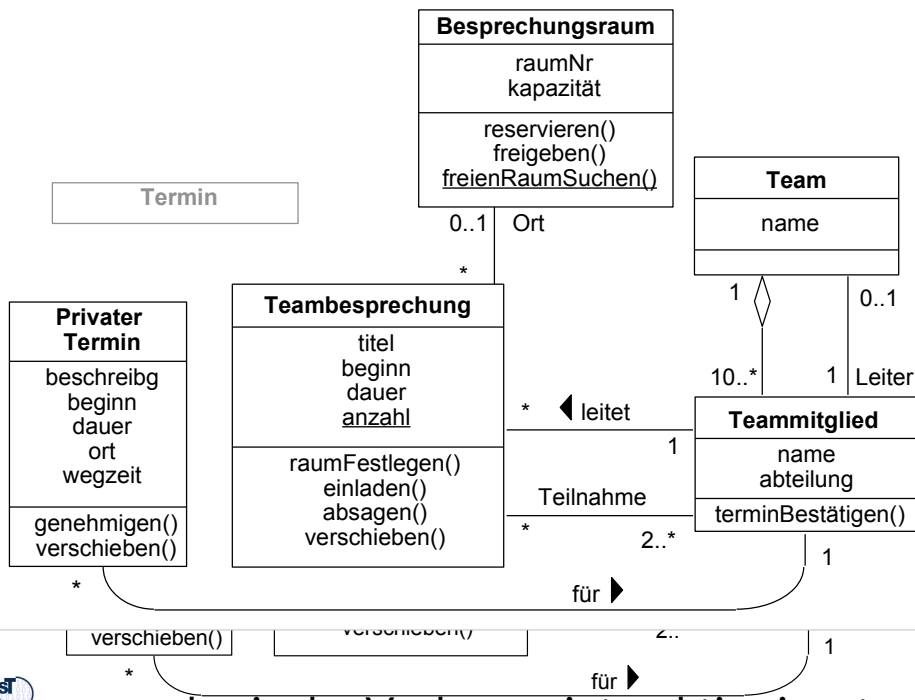 Besprechungsraum
raumNr
kapazität
reservieren()
freigeben()
freienRaumSuchen()
Termin
Team
name
0..1 Ort
*
1
0..1
Privater
Termin
beschreibg
beginn
dauer
ort
wegzeit
genehmigen()
verschieben()
Teambesprechung
titel
beginn
dauer
anzahl
raumFestlegen()
einladen()
absagen()
verschieben()
10..*
1 Leiter
* leitet
1
Teilnahme
*
2..*
Teammitglied
name
abteilung
terminBestätigen()
1
*
für
verschieben()
verschieben()
2..
1
*
für